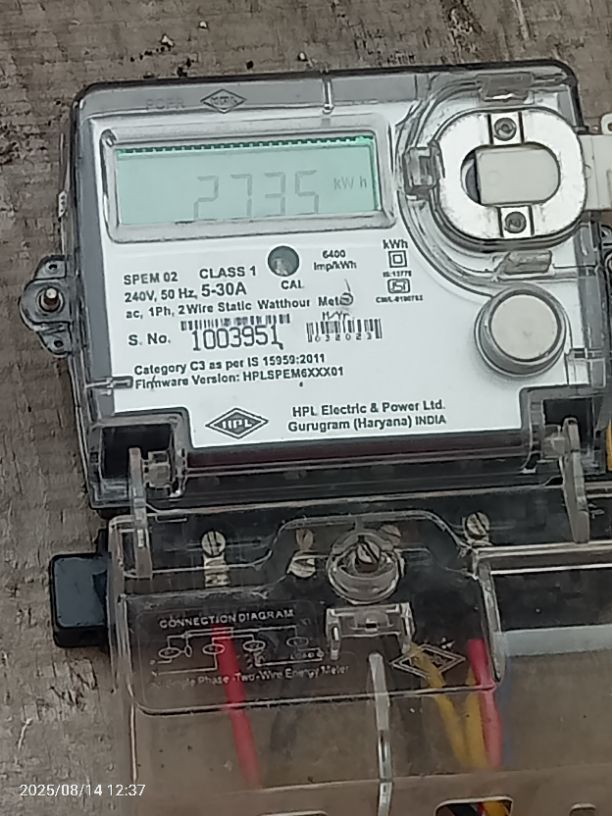 HPL
2735 kWh
SPEM 02 CLASS 1 CAL 6400 Imp/kWh kWh
240V, 50 Hz, 5-30A
ac, 1Ph, 2Wire Static Watthour Meter
S. No. 1003951
Category C3 as per IS 15959:2011
Firmware Version: HPLSPEM6XXX01
HPL
HPL Electric & Power Ltd.
Gurugram (Haryana) INDIA
CONNECTION DIAGRAM
Single Phase -Two-Wire Energy Meter
2025/08/14 12:37